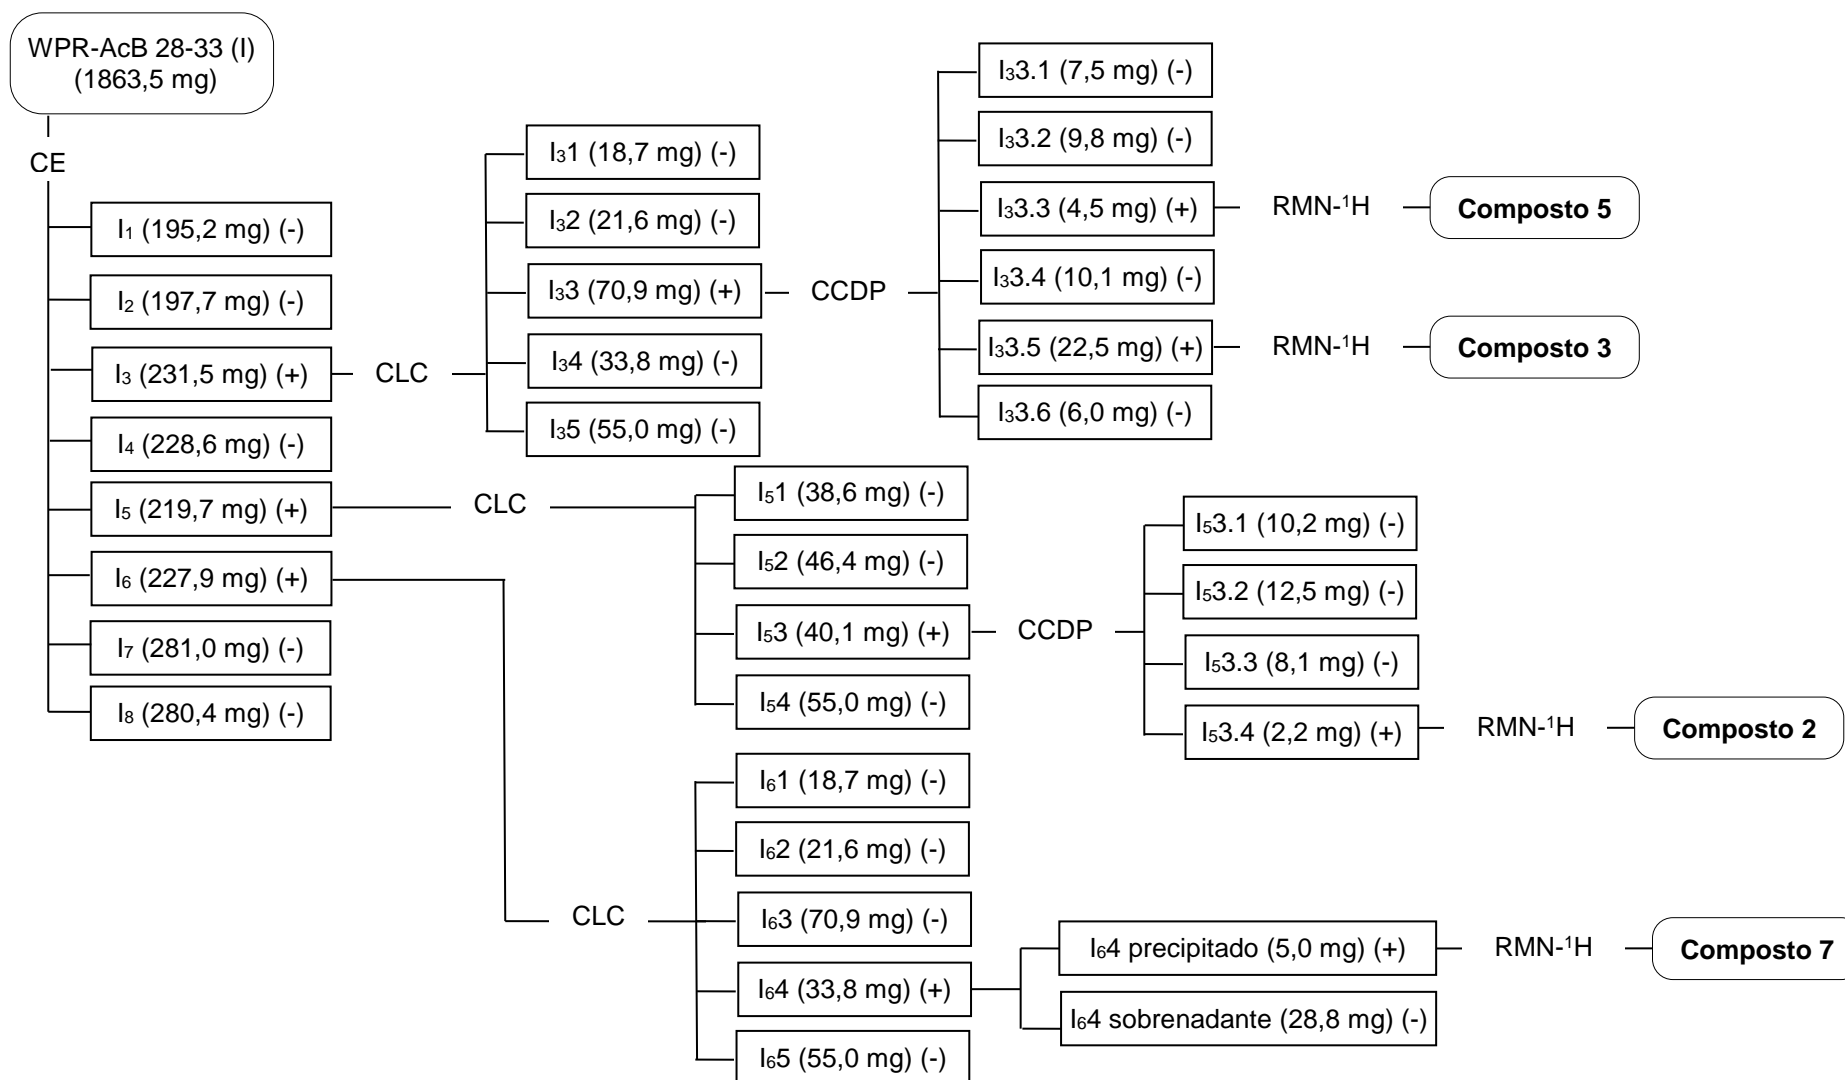 WPR-AcB 28-33 (I)
(1863,5 mg)
CE
I₁ (195,2 mg) (-)
I₂ (197,7 mg) (-)
I₃ (231,5 mg) (+)
I₄ (228,6 mg) (-)
I₅ (219,7 mg) (+)
I₆ (227,9 mg) (+)
I₇ (281,0 mg) (-)
I₈ (280,4 mg) (-)
CLC
I₃1 (18,7 mg) (-)
I₃2 (21,6 mg) (-)
I₃3 (70,9 mg) (+)
I₃4 (33,8 mg) (-)
I₃5 (55,0 mg) (-)
CCDP
I₃3.1 (7,5 mg) (-)
I₃3.2 (9,8 mg) (-)
I₃3.3 (4,5 mg) (+)
I₃3.4 (10,1 mg) (-)
I₃3.5 (22,5 mg) (+)
I₃3.6 (6,0 mg) (-)
RMN-¹H
Composto 5
RMN-¹H
Composto 3
CLC
I₅1 (38,6 mg) (-)
I₅2 (46,4 mg) (-)
I₅3 (40,1 mg) (+)
I₅4 (55,0 mg) (-)
CCDP
I₅3.1 (10,2 mg) (-)
I₅3.2 (12,5 mg) (-)
I₅3.3 (8,1 mg) (-)
I₅3.4 (2,2 mg) (+)
RMN-¹H
Composto 2
CLC
I₆1 (18,7 mg) (-)
I₆2 (21,6 mg) (-)
I₆3 (70,9 mg) (-)
I₆4 (33,8 mg) (+)
I₆5 (55,0 mg) (-)
I₆4 precipitado (5,0 mg) (+)
I₆4 sobrenadante (28,8 mg) (-)
RMN-¹H
Composto 7